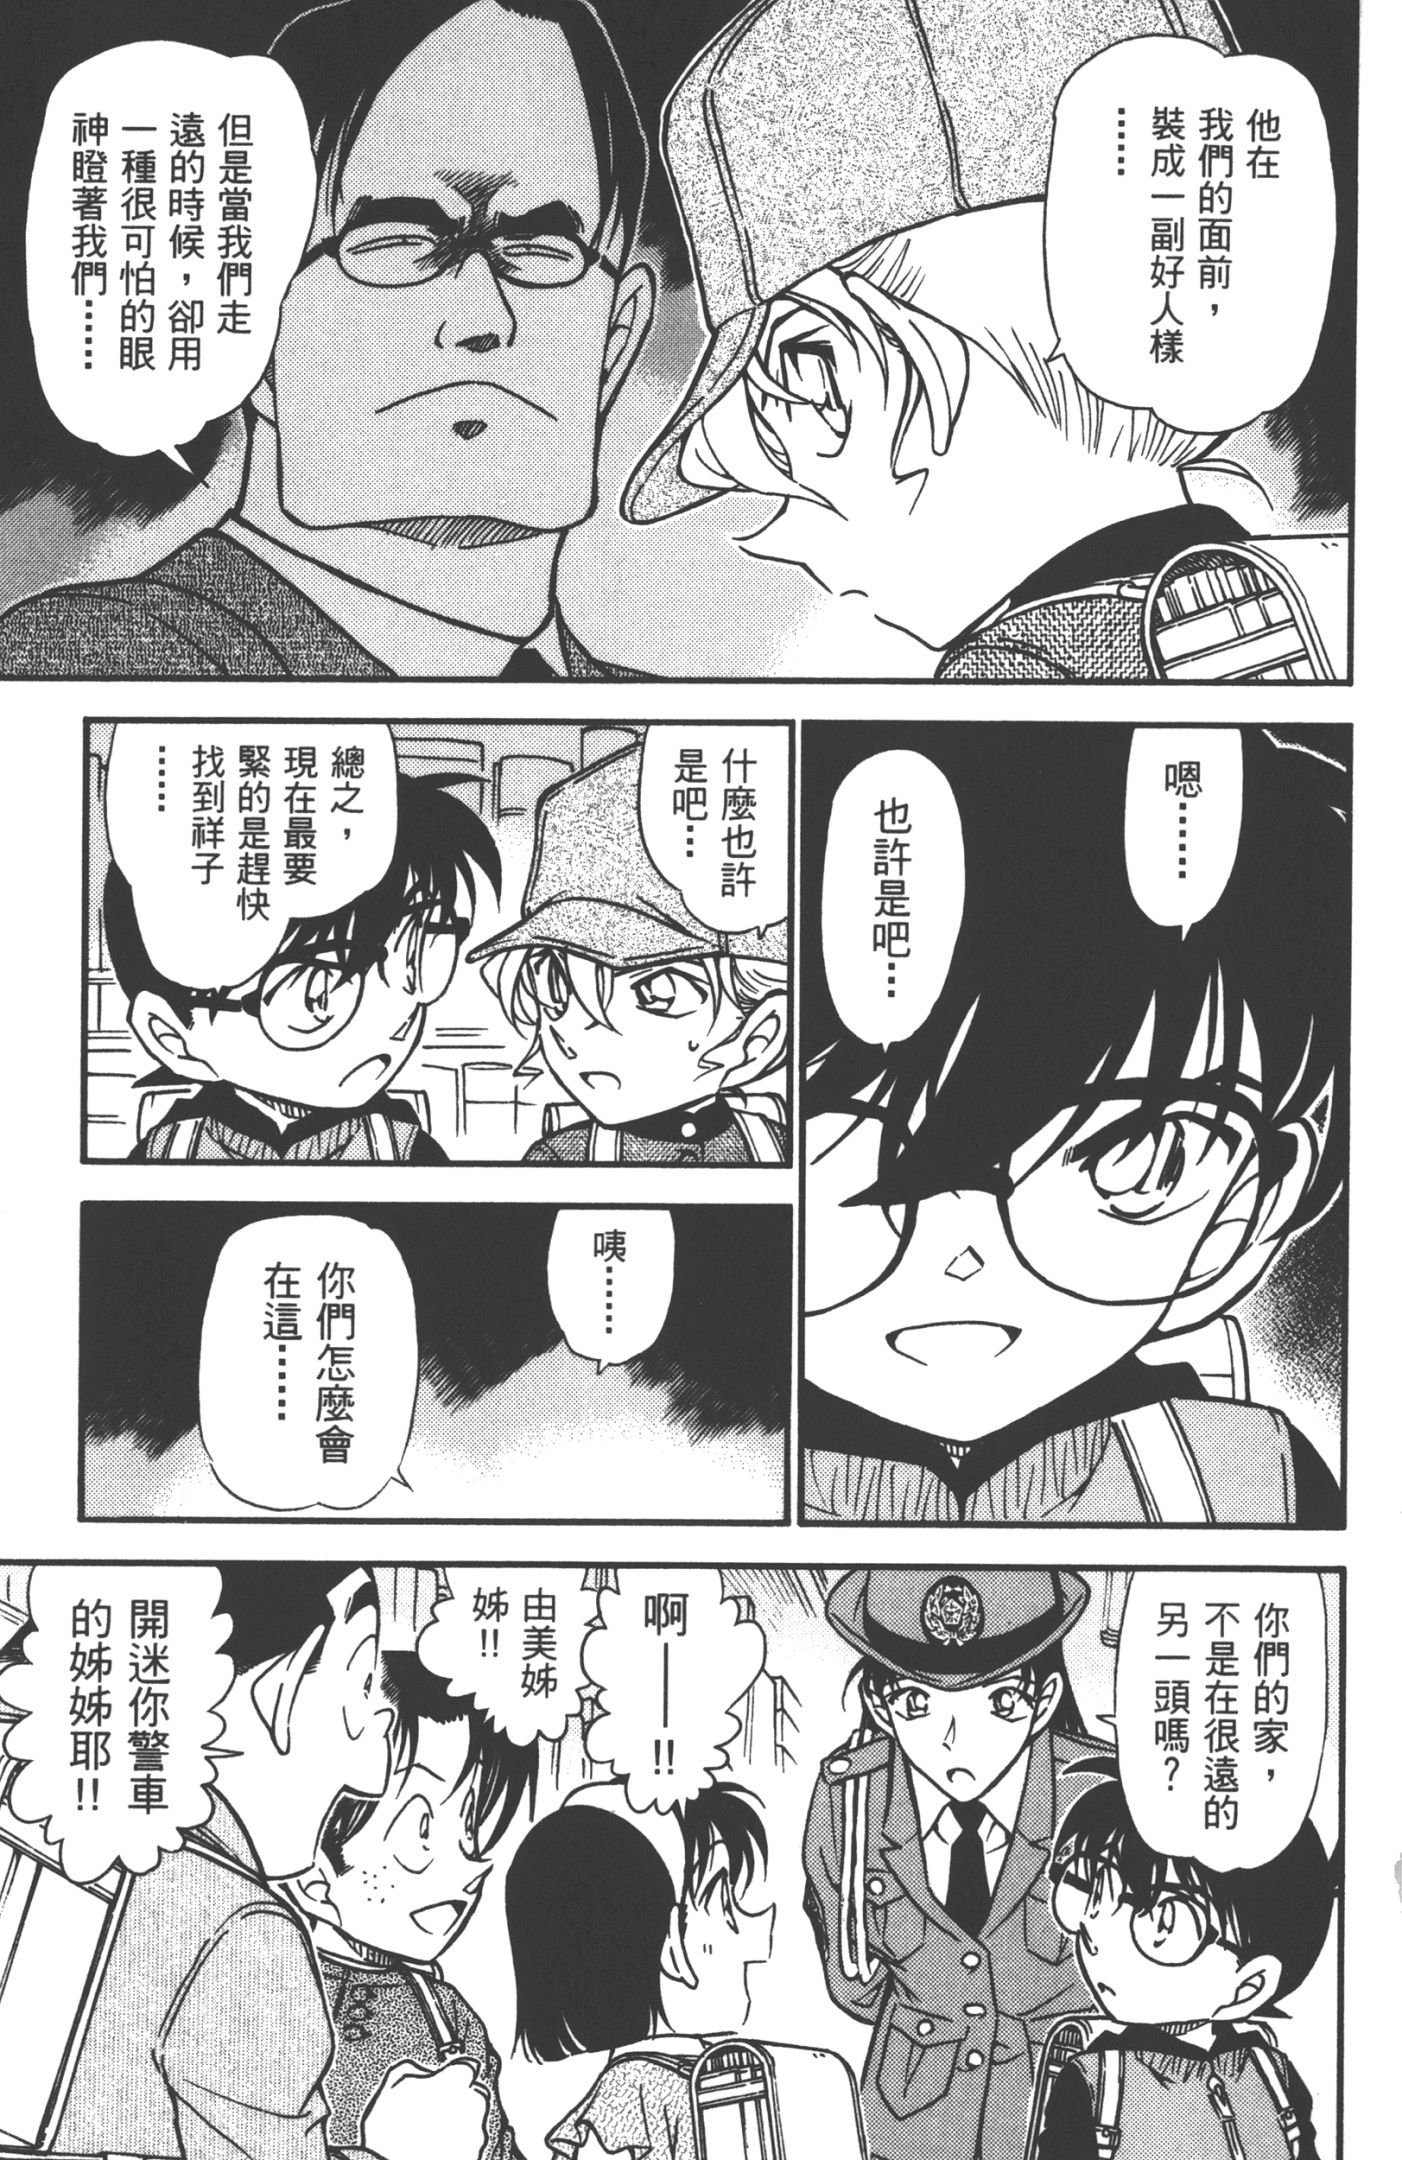 他在
我們的面前，
裝成一副好人樣
……
但是當我們走
遠的時候，卻用
一種很可怕的眼
神瞪著我們……
嗯……
也許是吧…
什麼也許
是吧…
總之，
現在最要
緊的是趕快
找到祥子
……
咦……
你們怎麼會
在這……
你們的家，
不是在很遠的
另一頭嗎？
啊——!!
由美姊
姊!!
開迷你警車
的姊姊耶!!